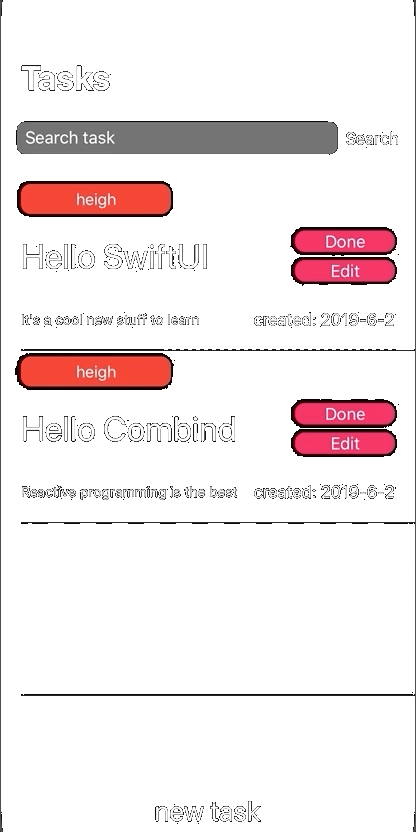 Tasks
Search task Search
heigh
Hello SwiftUI
Done
Edit
it's a cool new stuff to learn created: 2019-6-2
heigh
Hello Combind
Done
Edit
Reactive programming is the best created: 2019-6-2
new task